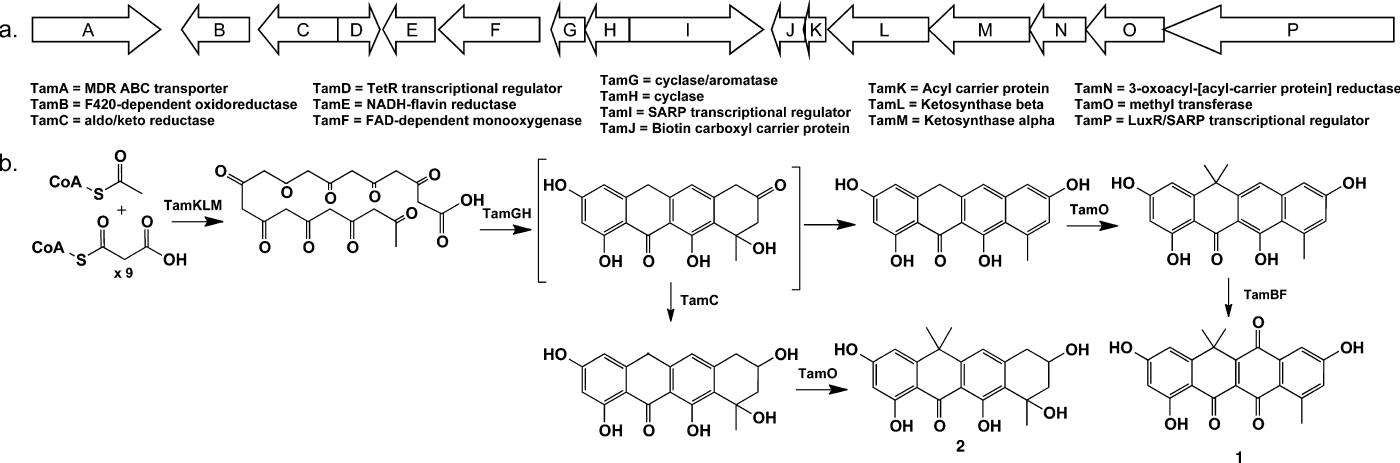 a.
A B C D E F G H I J K L M N O P
TamA = MDR ABC transporter
TamB = F420-dependent oxidoreductase
TamC = aldo/keto reductase
TamD = TetR transcriptional regulator
TamE = NADH-flavin reductase
TamF = FAD-dependent monooxygenase
TamG = cyclase/aromatase
TamH = cyclase
TamI = SARP transcriptional regulator
TamJ = Biotin carboxyl carrier protein
TamK = Acyl carrier protein
TamL = Ketosynthase beta
TamM = Ketosynthase alpha
TamN = 3-oxoacyl-[acyl-carrier protein] reductase
TamO = methyl transferase
TamP = LuxR/SARP transcriptional regulator
b.
O
CoA S
+
O O
CoA S OH
x 9
TamKLM
O O O O O
OH
O
O O O O O
TamGH
HO O
OH O OH OH
HO OH
OH O OH
TamO
HO OH
OH O OH
TamC
TamBF
HO OH
OH O OH OH
TamO
HO OH
OH O OH OH
2
O
HO OH
OH O O
1